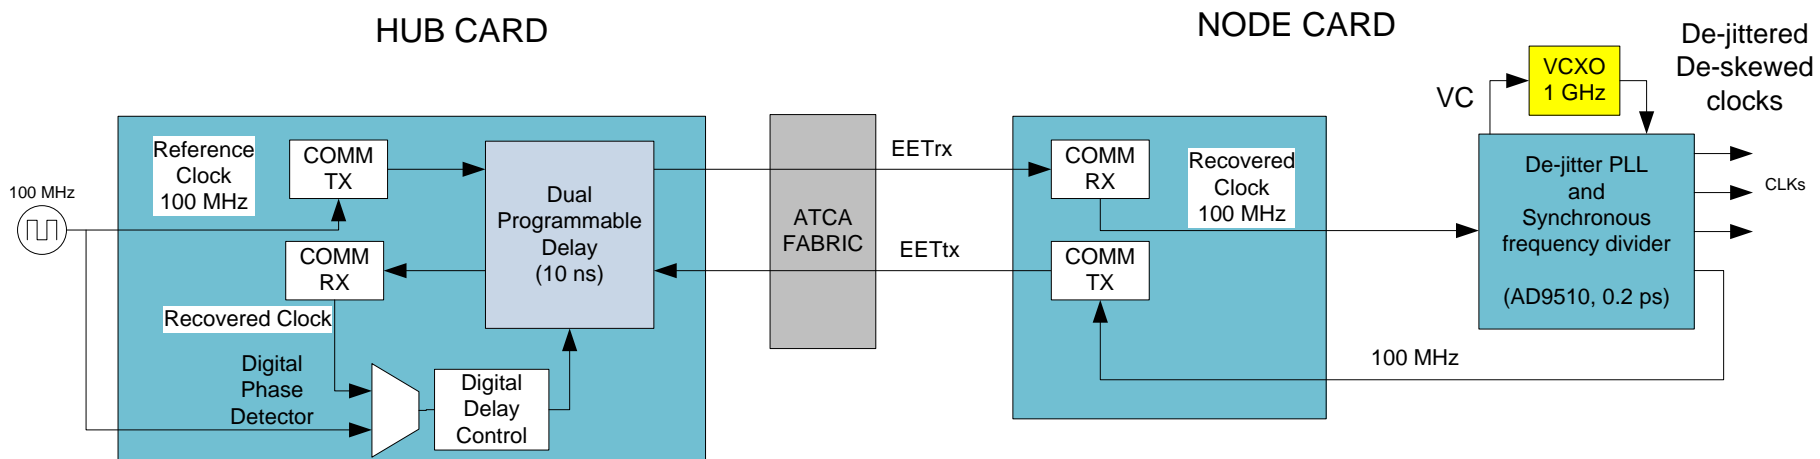 HUB CARD
NODE CARD
De-jittered
De-skewed
clocks
VCXO
1 GHz
VC
Reference
Clock
100 MHz
COMM
TX
100 MHz
Dual
Programmable
Delay
(10 ns)
COMM
RX
Recovered Clock
Digital
Phase
Detector
Digital
Delay
Control
ATCA
FABRIC
EETrx
EETtx
COMM
RX
Recovered
Clock
100 MHz
COMM
TX
De-jitter PLL
and
Synchronous
frequency divider
(AD9510, 0.2 ps)
CLKs
100 MHz